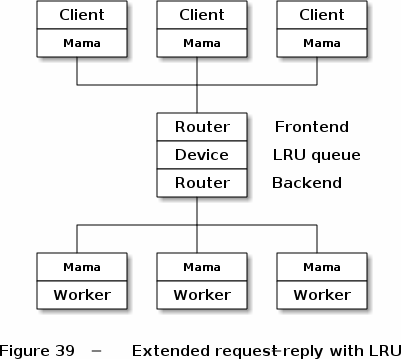 Client Client Client
Mama Mama Mama
Router Frontend
Device LRU queue
Router Backend
Mama Mama Mama
Worker Worker Worker
Figure 39 – Extended request-reply with LRU